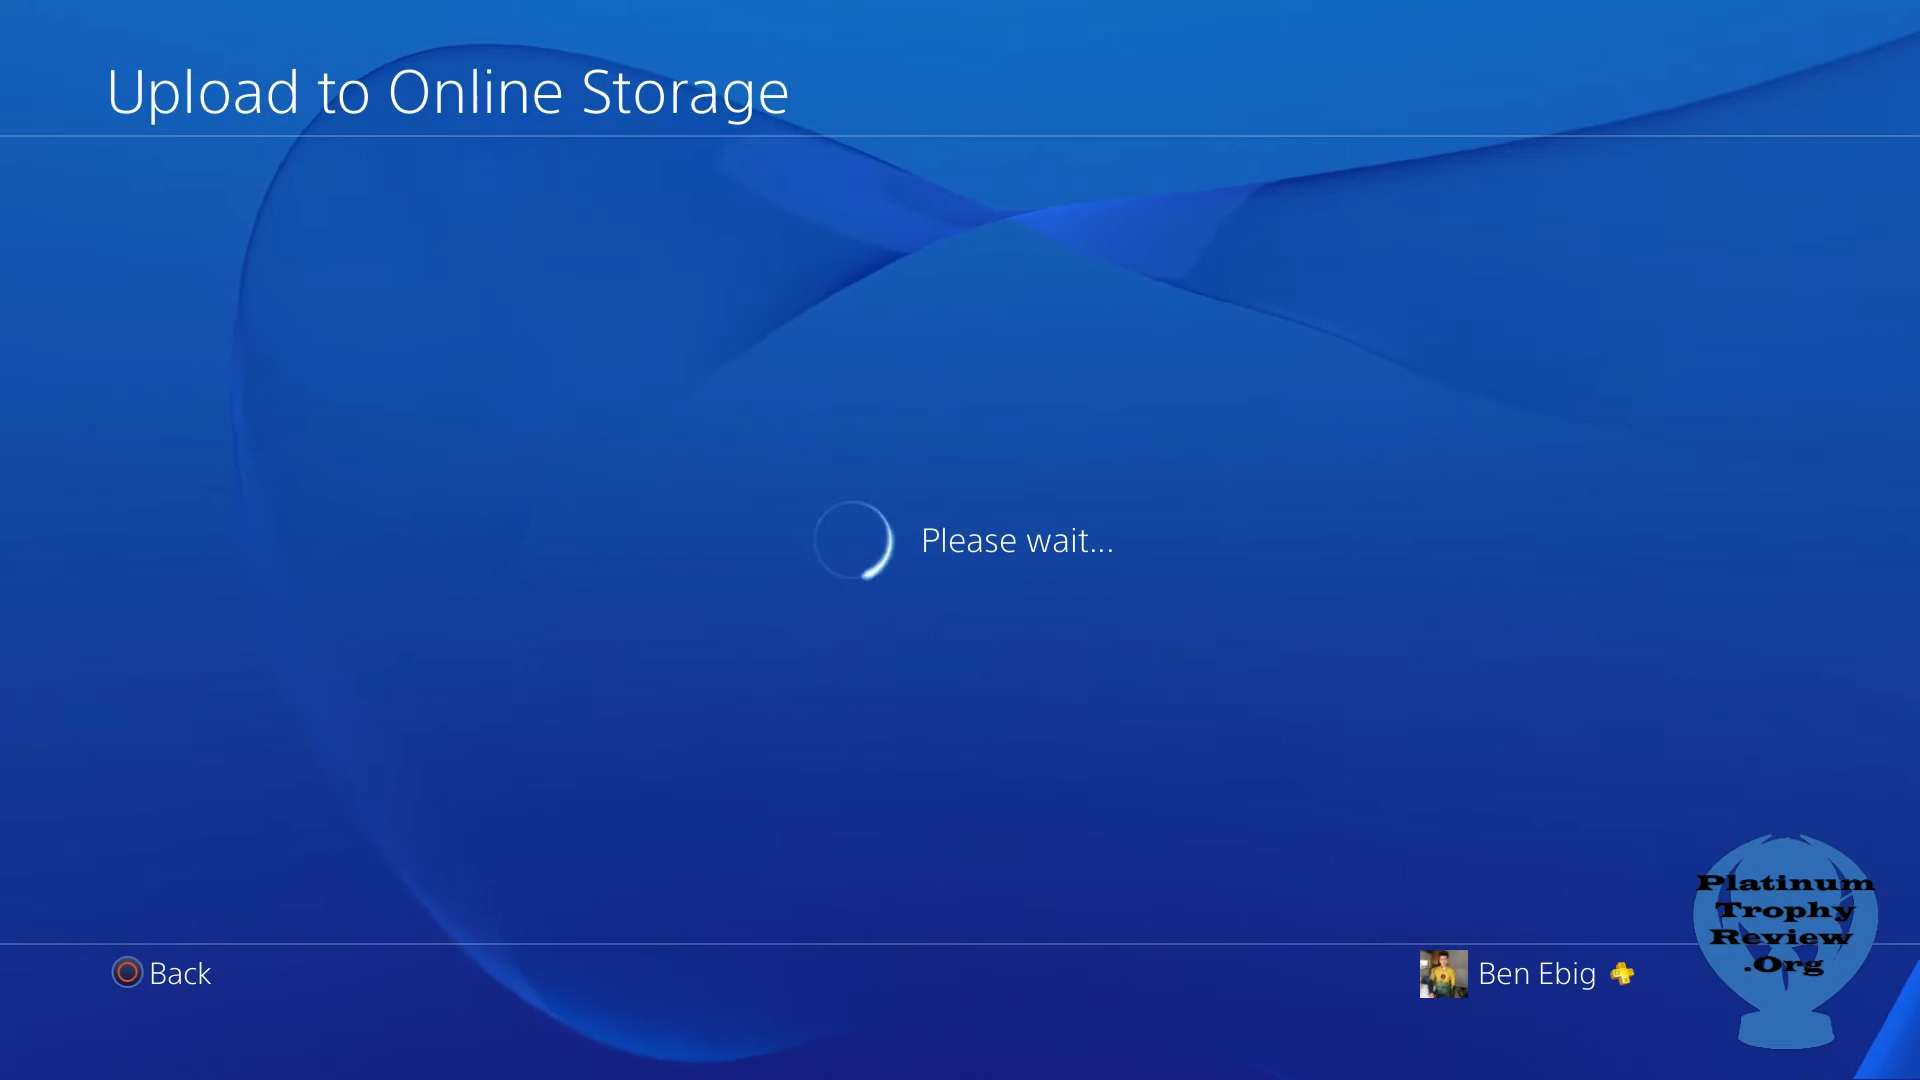 Upload to Online Storage
Please wait...
Back
Ben Ebig
Platinum
Trophy
Review
.Org